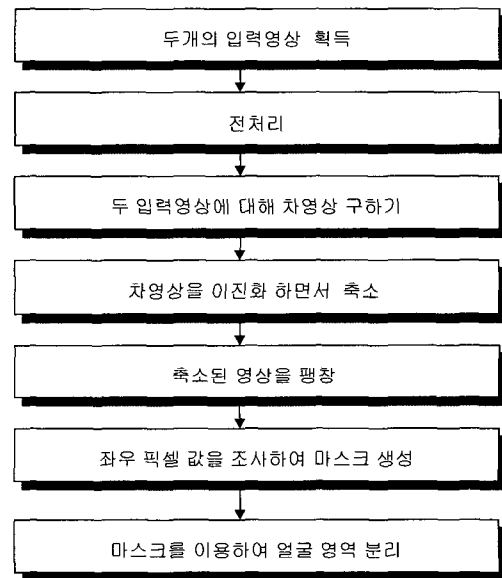 두개의 입력영상 획득
전처리
두 입력영상에 대해 차영상 구하기
차영상을 이진화 하면서 축소
축소된 영상을 팽창
좌우 픽셀 값을 조사하여 마스크 생성
마스크를 이용하여 얼굴 영역 분리